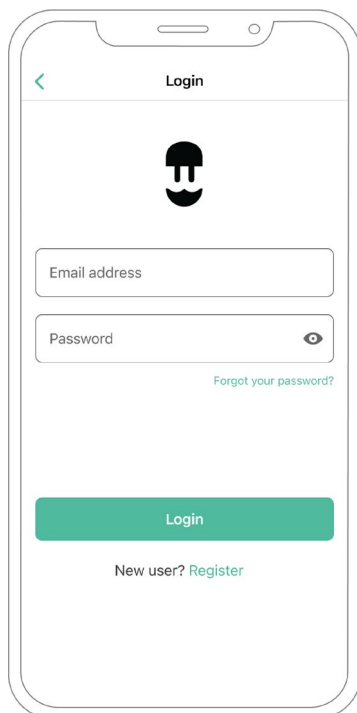 Login
Email address
Password
Forgot your password?
Login
New user? Register